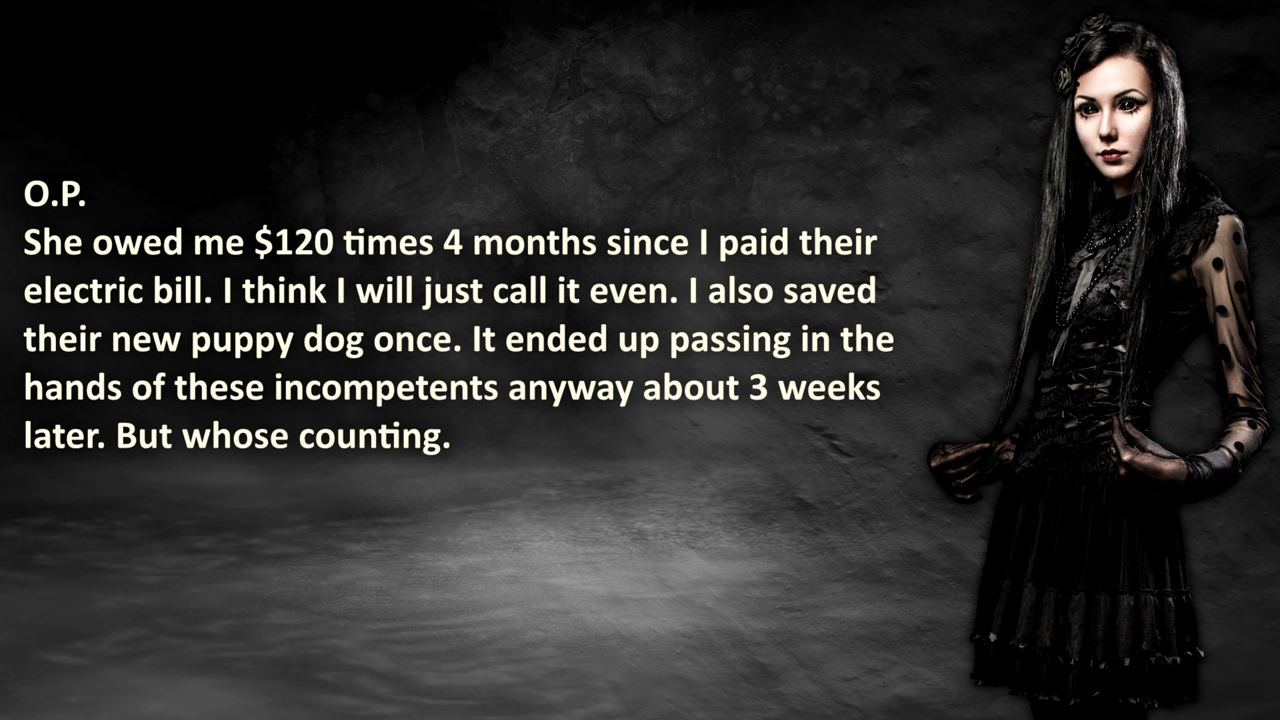 O.P.
She owed me $120 times 4 months since I paid their
electric bill. I think I will just call it even. I also saved
their new puppy dog once. It ended up passing in the
hands of these incompetents anyway about 3 weeks
later. But whose counting.